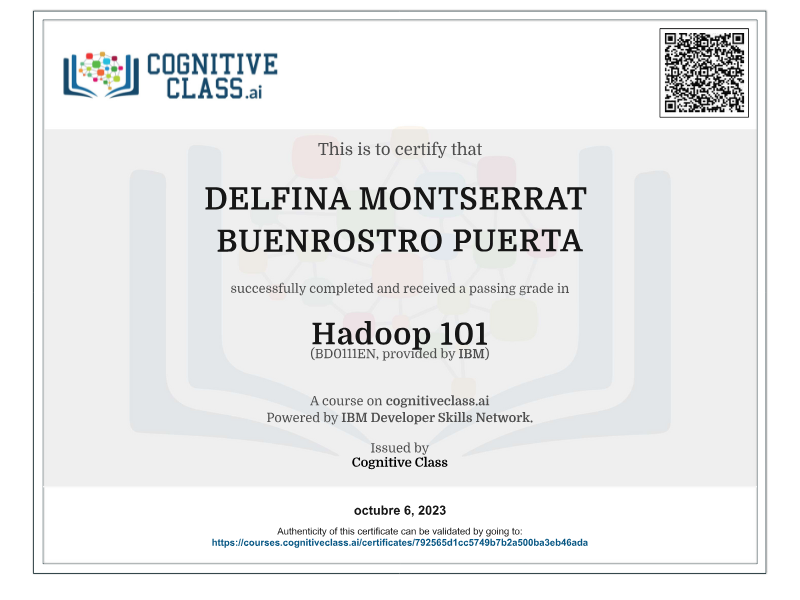 COGNITIVE
CLASS.ai
This is to certify that
DELFINA MONTSERRAT
BUENROSTRO PUERTA
successfully completed and received a passing grade in
Hadoop 101
(BD0111EN, provided by IBM)
A course on cognitiveclass.ai
Powered by IBM Developer Skills Network.
Issued by
Cognitive Class
octubre 6, 2023
Authenticity of this certificate can be validated by going to:
https://courses.cognitiveclass.ai/certificates/792565d1cc5749b7b2a500ba3eb46ada